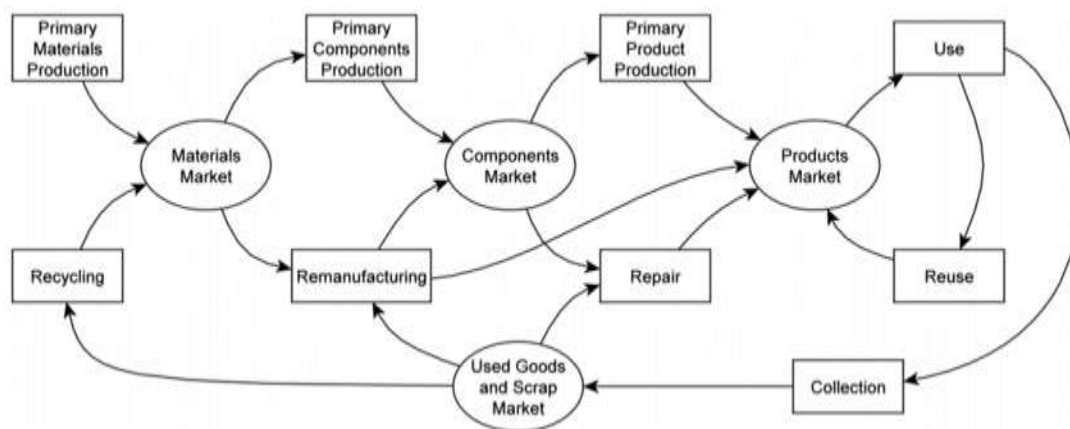 Primary
Materials
Production
Primary
Components
Production
Primary
Product
Production
Use
Materials
Market
Components
Market
Products
Market
Recycling
Remanufacturing
Repair
Reuse
Used Goods
and Scrap
Market
Collection